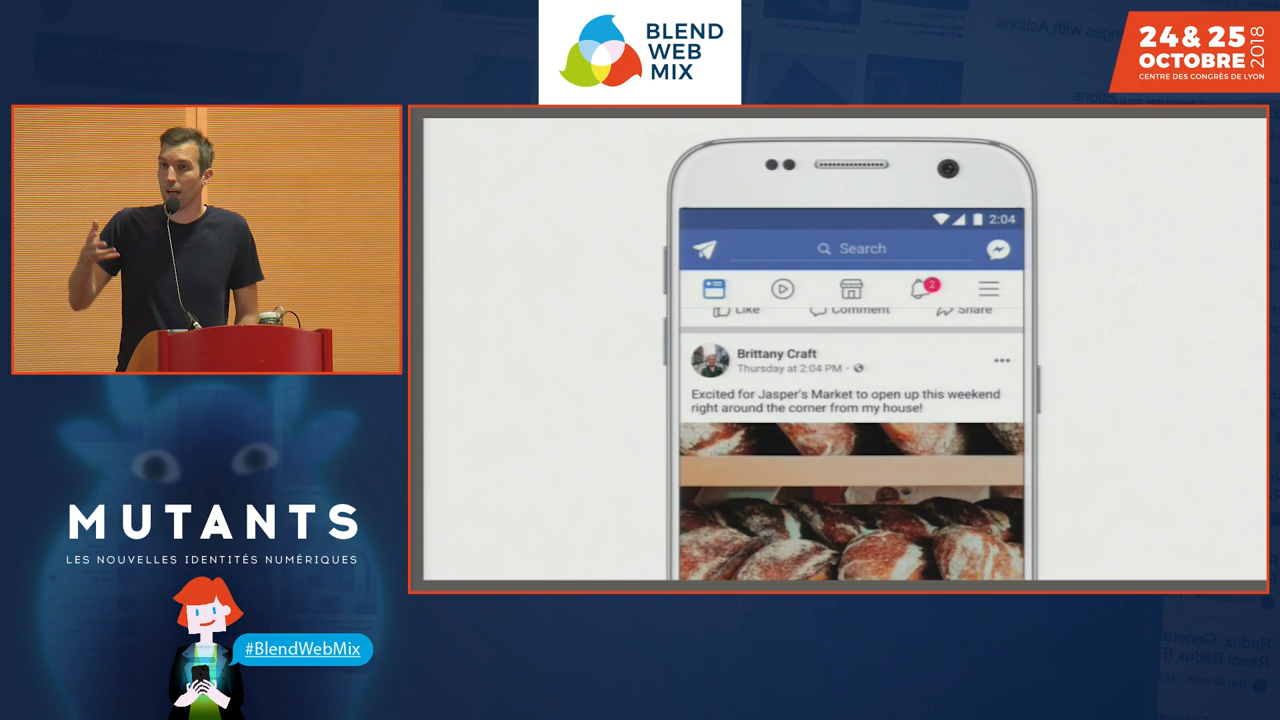 BLEND
WEB
MIX
24 & 25
OCTOBRE
2018
CENTRE DES CONGRÈS DE LYON
2:04
Search
2
Like Comment Share
Brittany Craft
Thursday at 2:04 PM ·
Excited for Jasper's Market to open up this weekend
right around the corner from my house!
MUTANTS
LES NOUVELLES IDENTITÉS NUMÉRIQUES
#BlendWebMix